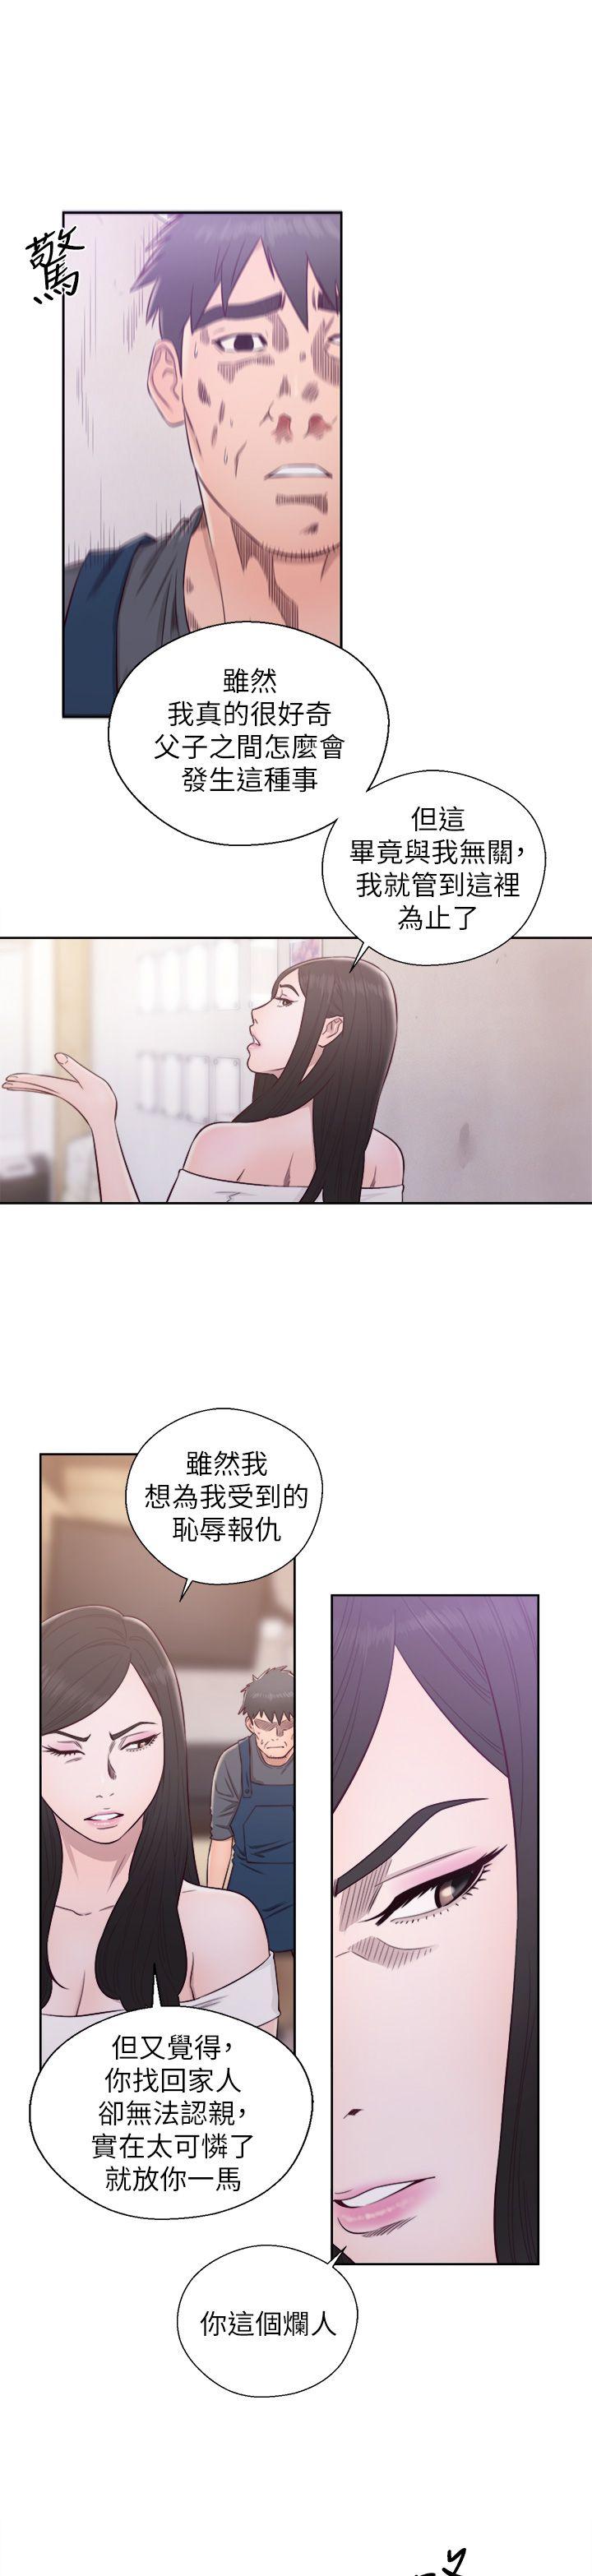 驚
雖然
我真的很好奇
父子之間怎麼會
發生這種事
但這
畢竟與我無關，
我就管到這裡
為止了
雖然我
想為我受到的
恥辱報仇
但又覺得，
你找回家人
卻無法認親，
實在太可憐了
就放你一馬
你這個爛人